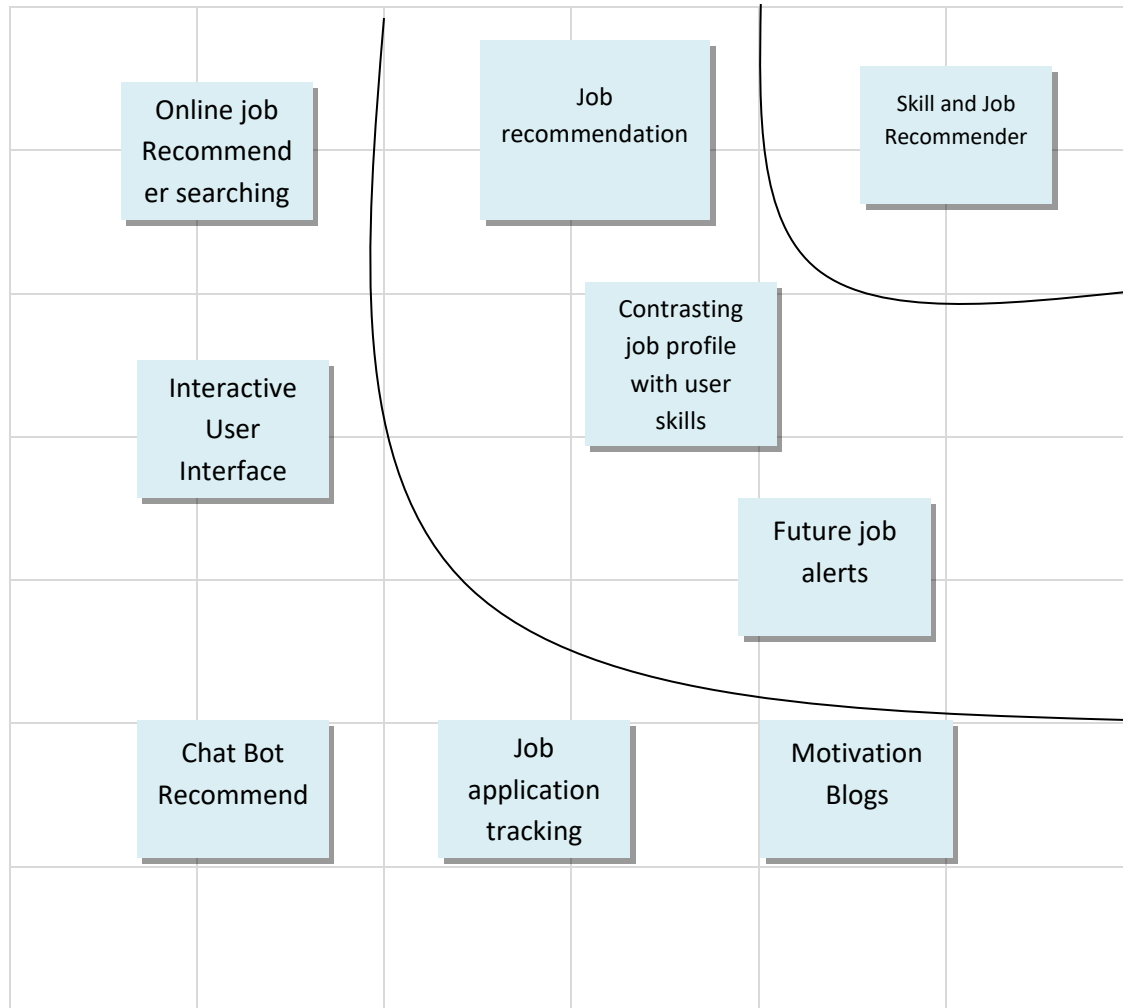 Online job
Recommend
er searching
Job
recommendation
Skill and Job
Recommender
Contrasting
job profile
with user
skills
Interactive
User
Interface
Future job
alerts
Chat Bot
Recommend
Job
application
tracking
Motivation
Blogs